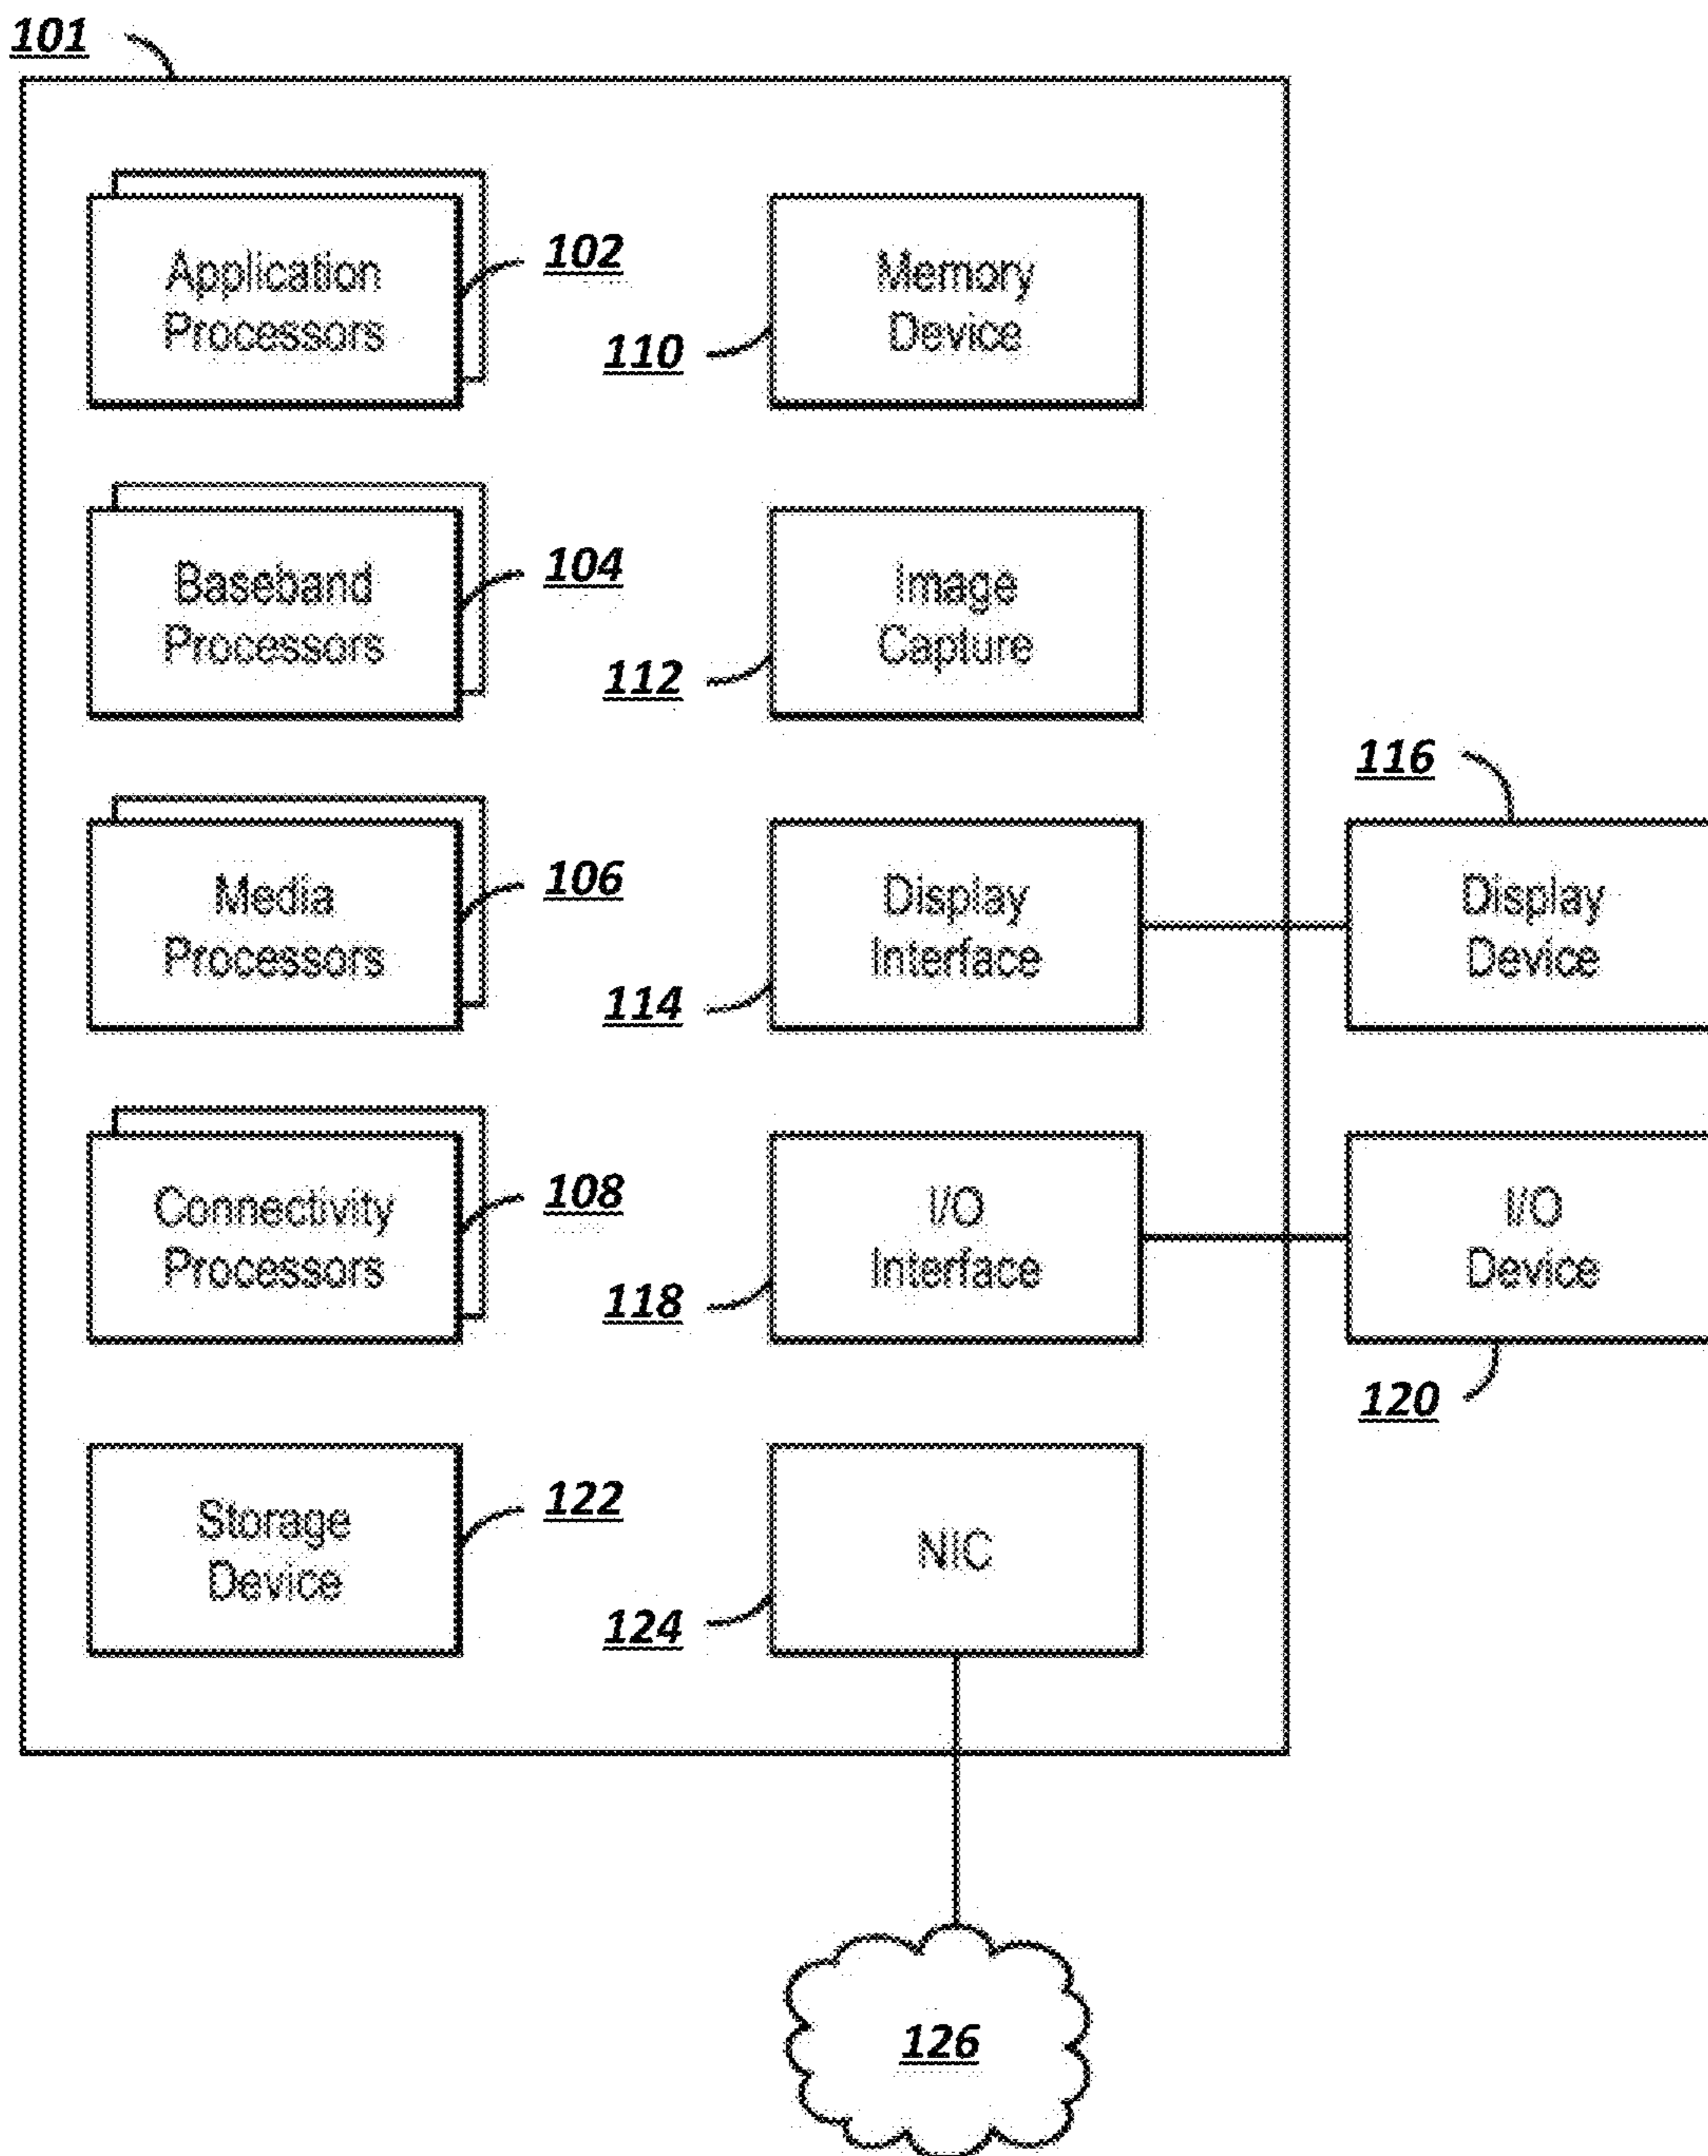 101
Application
Processors
102
Memory
Device
110
Baseband
Processors
104
Image
Capture
112
Media
Processors
106
Display
Interface
114
116
Display
Device
Connectivity
Processors
108
I/O
Interface
118
I/O
Device
120
Storage
Device
122
NIC
124
126